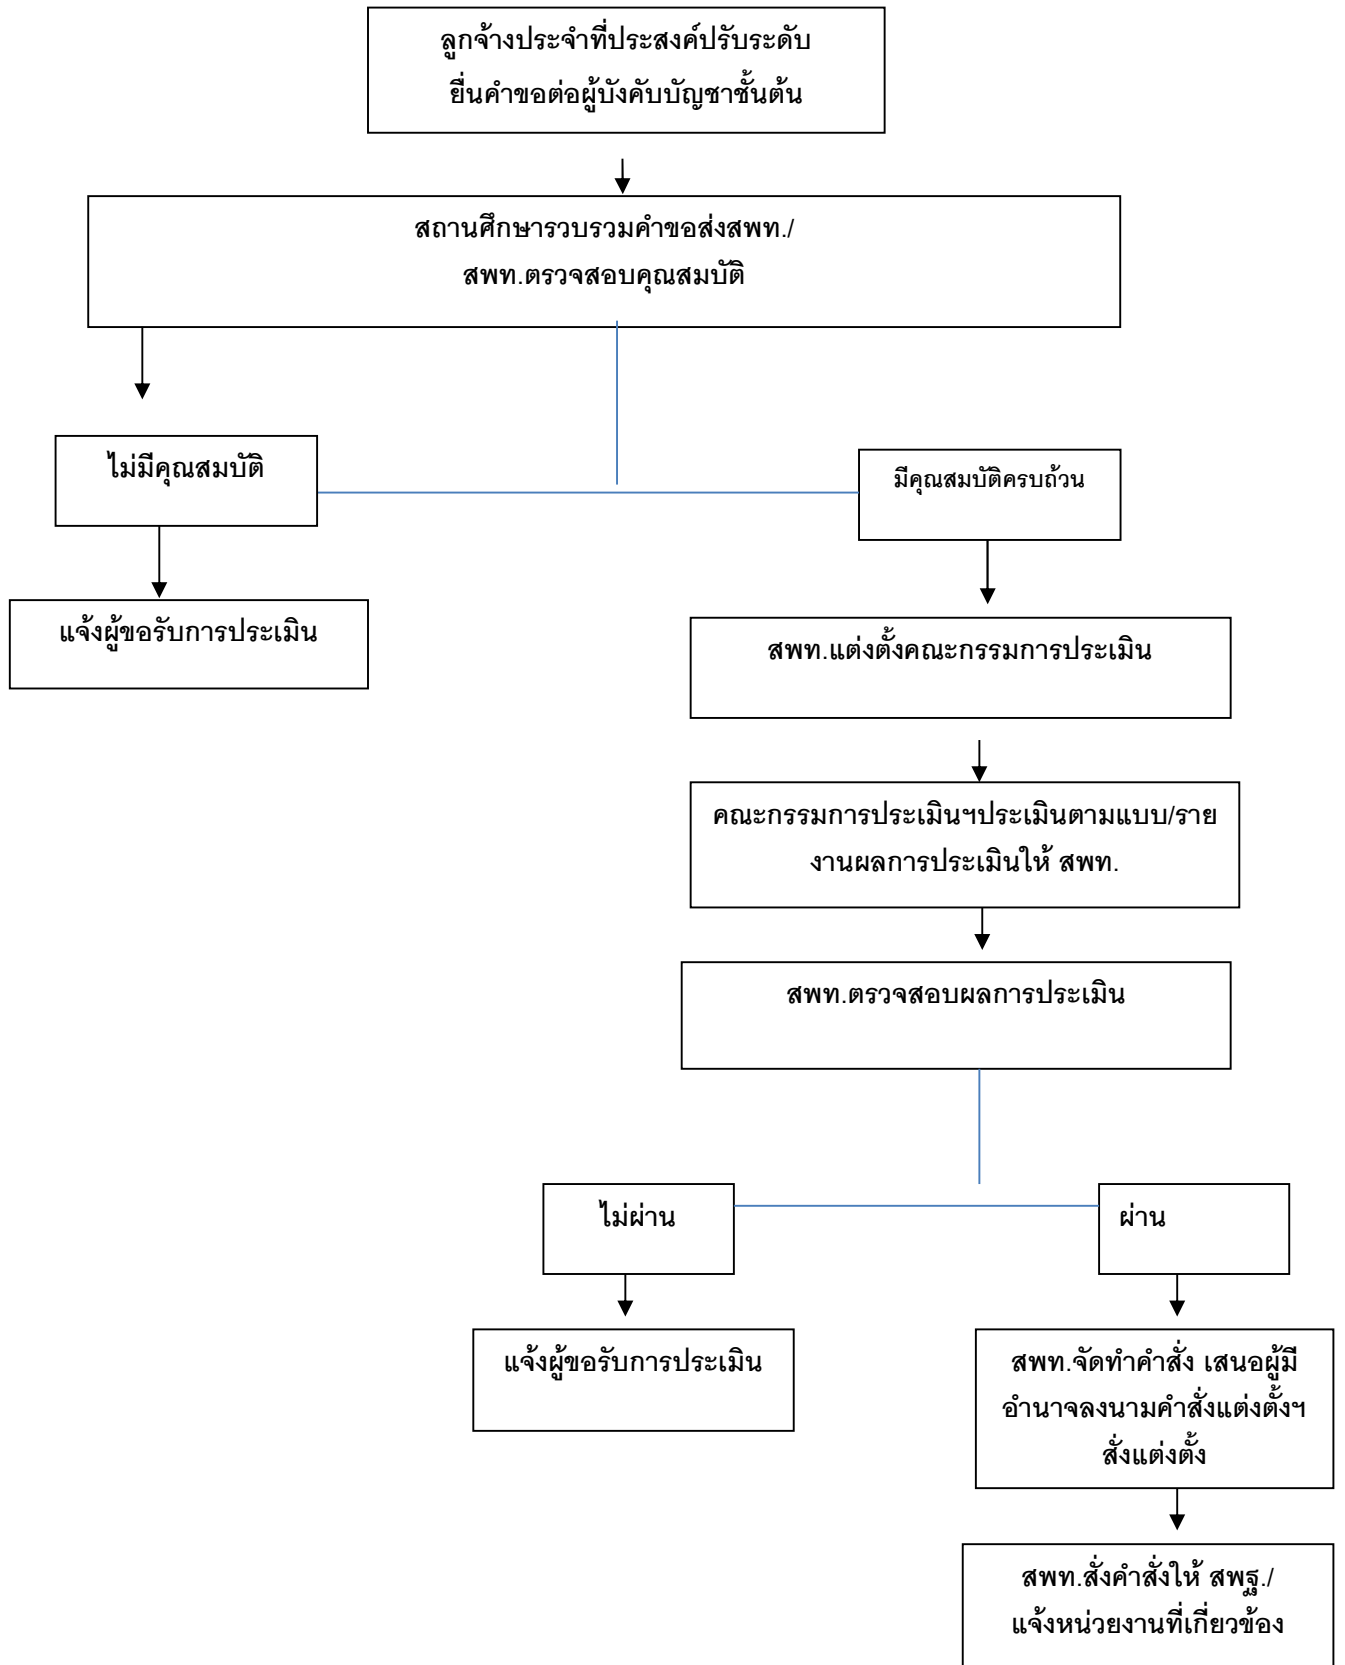 ลูกจ้างประจำที่ประสงค์ปรับระดับ
ยื่นคำขอต่อผู้บังคับบัญชาชั้นต้น
สถานศึกษารวบรวมคำขอส่งสพท./
สพท.ตรวจสอบคุณสมบัติ
ไม่มีคุณสมบัติ
มีคุณสมบัติครบถ้วน
แจ้งผู้ขอรับการประเมิน
สพท.แต่งตั้งคณะกรรมการประเมิน
คณะกรรมการประเมินฯประเมินตามแบบ/ราย
งานผลการประเมินให้ สพท.
สพท.ตรวจสอบผลการประเมิน
ไม่ผ่าน
ผ่าน
แจ้งผู้ขอรับการประเมิน
สพท.จัดทำคำสั่ง เสนอผู้มี
อำนาจลงนามคำสั่งแต่งตั้งฯ
สั่งแต่งตั้ง
สพท.สั่งคำสั่งให้ สพฐ./
แจ้งหน่วยงานที่เกี่ยวข้อง